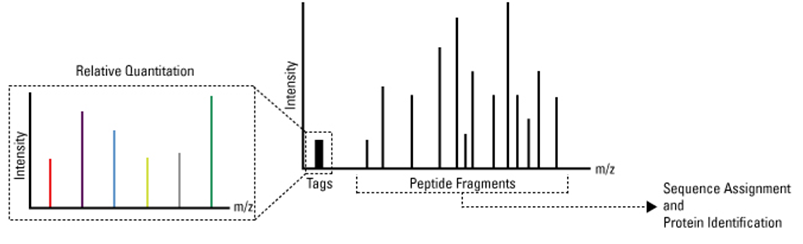 Relative Quantitation
Intensity
m/z
Intensity
m/z
Tags
Peptide Fragments
Sequence Assignment
and
Protein Identification